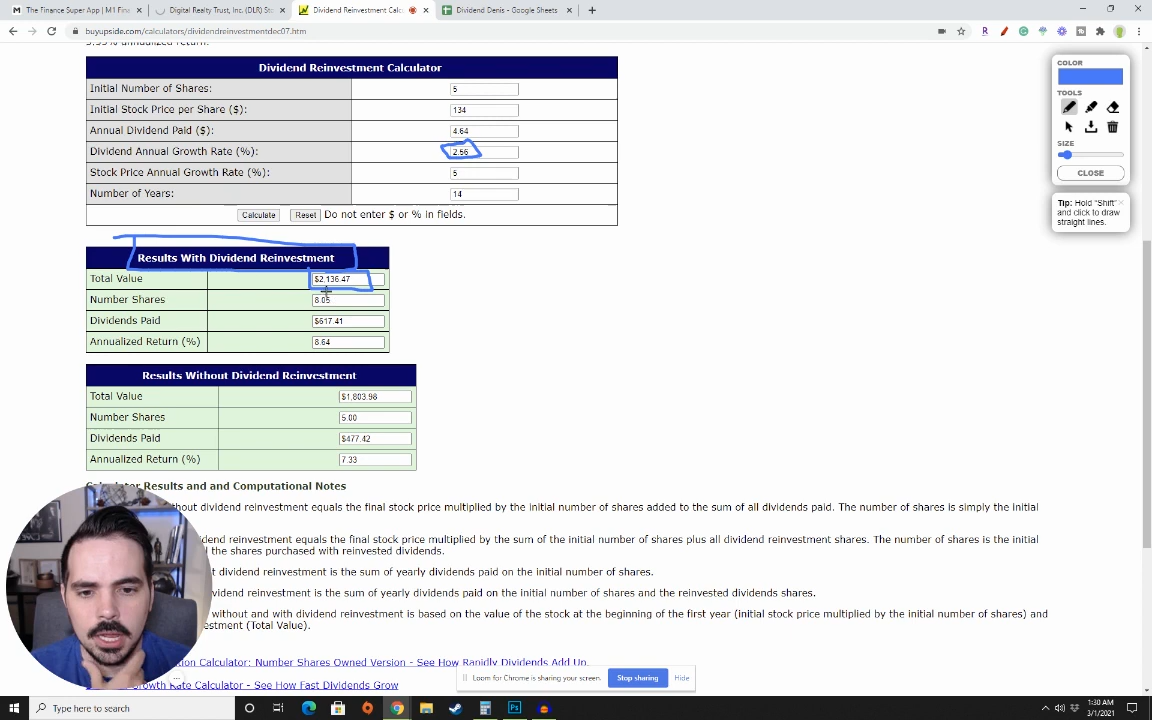 The Finance Super App | M1 Fin
Digital Realty Trust, Inc. (DLR) Sto
Dividend Reinvestment Calc
Dividend Denis - Google Sheets
buyupside.com/calculators/dividendreinvestmentdec07.htm
annualized return.
Dividend Reinvestment Calculator
Initial Number of Shares: 5
Initial Stock Price per Share ($): 134
Annual Dividend Paid ($): 4.64
Dividend Annual Growth Rate (%): 2.56
Stock Price Annual Growth Rate (%): 5
Number of Years: 14
Calculate Reset Do not enter $ or % in fields.
Results With Dividend Reinvestment
Total Value $2,136.47
Number Shares 8.05
Dividends Paid $617.41
Annualized Return (%) 8.64
Results Without Dividend Reinvestment
Total Value $1,803.98
Number Shares 5.00
Dividends Paid $477.42
Annualized Return (%) 7.33
Calculator Results and and Computational Notes
hout dividend reinvestment equals the final stock price multiplied by the initial number of shares added to the sum of all dividends paid. The number of shares is simply the initial
dend reinvestment equals the final stock price multiplied by the sum of the initial number of shares plus all dividend reinvestment shares. The number of shares is the initial
the shares purchased with reinvested dividends.
t dividend reinvestment is the sum of yearly dividends paid on the initial number of shares.
vidend reinvestment is the sum of yearly dividends paid on the initial number of shares and the reinvested dividends shares.
without and with dividend reinvestment is based on the value of the stock at the beginning of the first year (initial stock price multiplied by the initial number of shares) and
estment (Total Value).
ion Calculator: Number Shares Owned Version - See How Rapidly Dividends Add Up.
rowth Rate Calculator - See How Fast Dividends Grow
COLOR
TOOLS
SIZE
CLOSE
Tip: Hold "Shift"
and click to draw
straight lines.
Loom for Chrome is sharing your screen.
Stop sharing
Hide
Type here to search
1:30 AM
3/1/2021